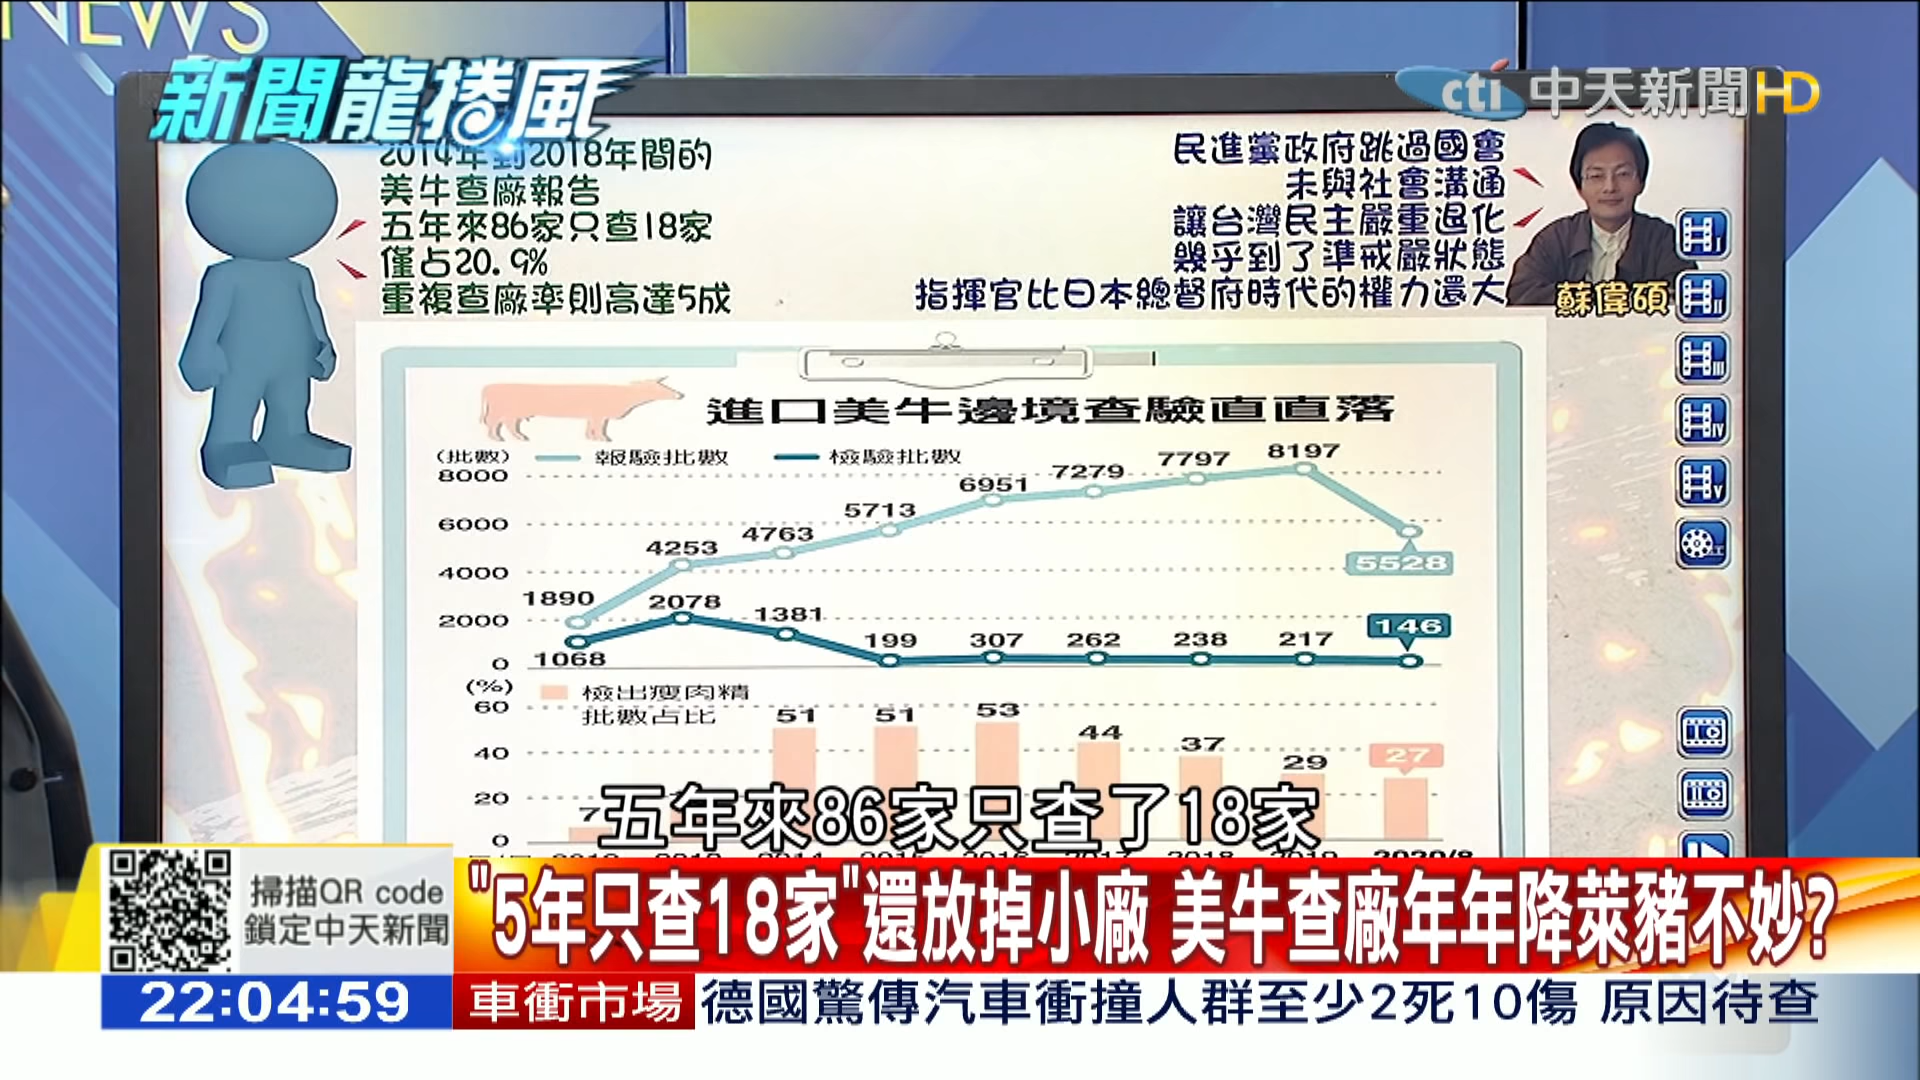 NEWS
新聞龍捲風
cti 中天新聞HD
2014年到2018年間的
美牛查廠報告
五年來86家只查18家
僅占20.9%
重複查廠率則高達5成
民進黨政府跳過國會
未與社會溝通
讓台灣民主嚴重退化
幾乎到了準戒嚴狀態
指揮官比日本總督府時代的權力還大
蘇偉碩
I
II
III
IV
V
進口美牛邊境查驗直直落
(批數) 報驗批數 檢驗批數
8000
6000
4000
2000
0
1890 4253 4763 5713 6951 7279 7797 8197 5528
1068 2078 1381 199 307 262 238 217 146
(%)
60
40
20
0
檢出瘦肉精
批數占比
7 51 51 53 44 37 29 27
五年來86家只查了18家
"5年只查18家"還放掉小廠 美牛查廠年年降萊豬不妙?
掃描QR code
鎖定中天新聞
22:04:59
車衝市場 德國驚傳汽車衝撞人群至少2死10傷 原因待查